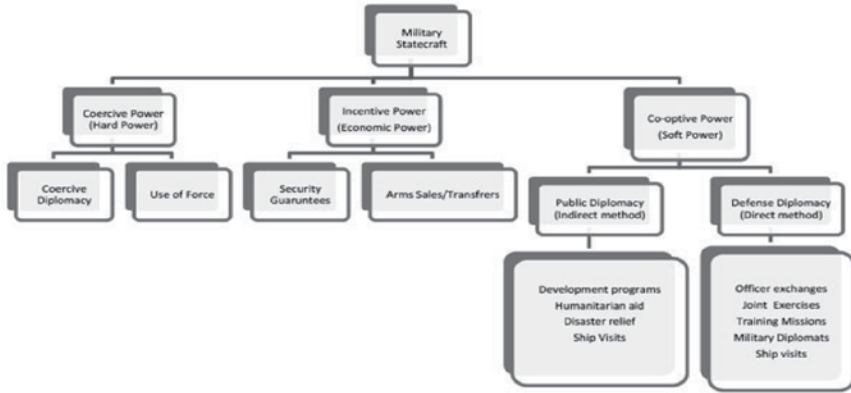 Military
Statecraft
Coercive Power
(Hard Power)
Incentive Power
(Economic Power)
Co-optive Power
(Soft Power)
Coercive
Diplomacy
Use of Force
Security
Guaruntees
Arms Sales/Transfrers
Public Diplomacy
(Indirect method)
Defense Diplomacy
(Direct method)
Development programs
Humanitarian aid
Disaster relief
Ship Visits
Officer exchanges
Joint Exercises
Training Missions
Military Diplomats
Ship visits